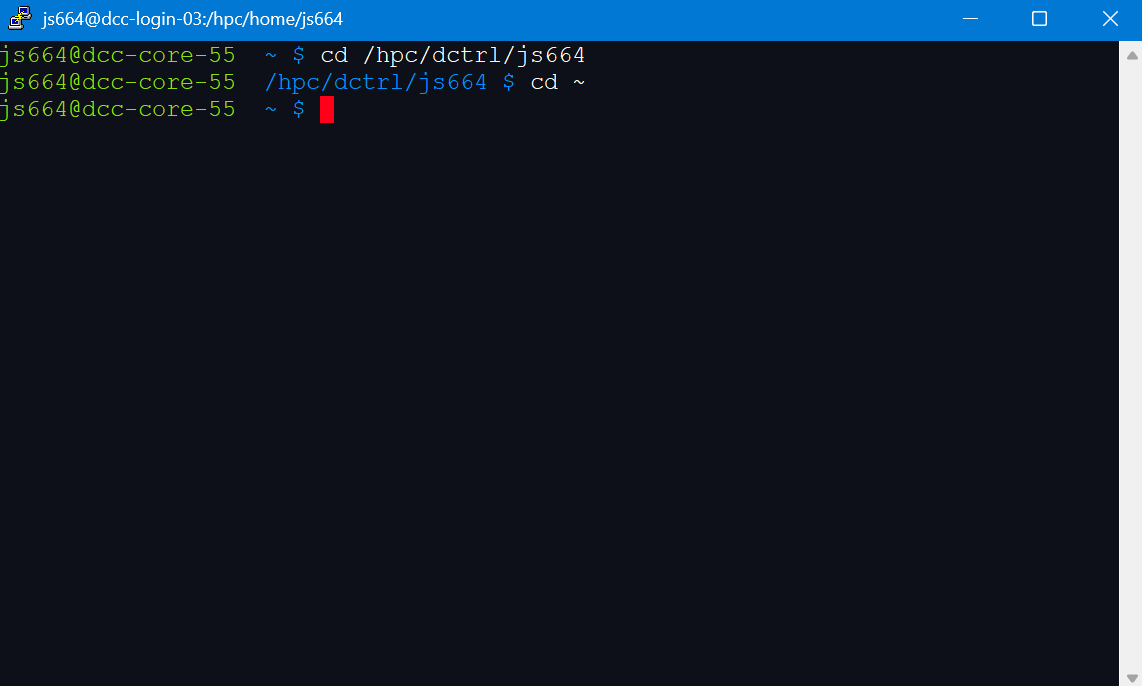 js664@dcc-login-03:/hpc/home/js664
js664@dcc-core-55  ~ $ cd /hpc/dctrl/js664
js664@dcc-core-55  /hpc/dctrl/js664 $ cd ~
js664@dcc-core-55  ~ $